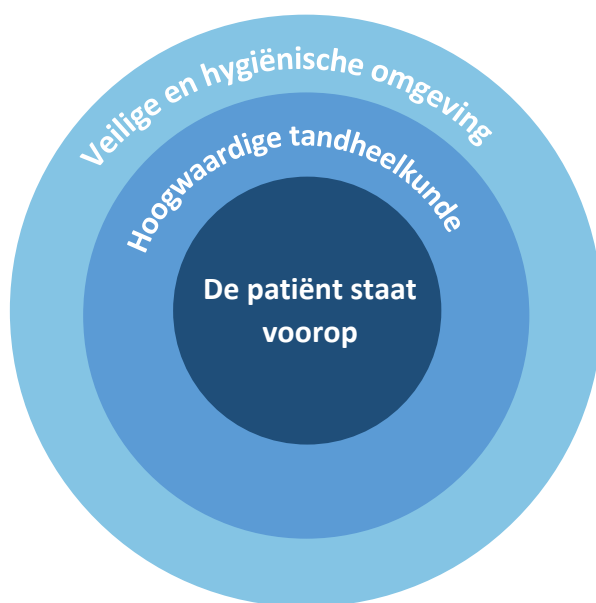 Veilige en hygiënische omgeving
Hoogwaardige tandheelkunde
De patiënt staat
voorop